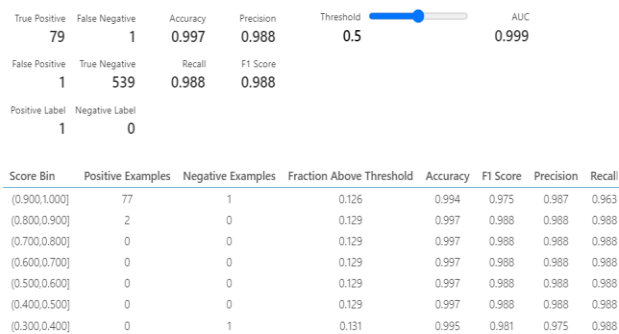 True Positive False Negative Accuracy Precision Threshold AUC
79 1 0.997 0.988 0.5 0.999
False Positive True Negative Recall F1 Score
1 539 0.988 0.988
Positive Label Negative Label
1 0
Score Bin Positive Examples Negative Examples Fraction Above Threshold Accuracy F1 Score Precision Recall
(0.900,1.000] 77 1 0.126 0.994 0.975 0.987 0.963
(0.800,0.900] 2 0 0.129 0.997 0.988 0.988 0.988
(0.700,0.800] 0 0 0.129 0.997 0.988 0.988 0.988
(0.600,0.700] 0 0 0.129 0.997 0.988 0.988 0.988
(0.500,0.600] 0 0 0.129 0.997 0.988 0.988 0.988
(0.400,0.500] 0 0 0.129 0.997 0.988 0.988 0.988
(0.300,0.400] 0 1 0.131 0.995 0.981 0.975 0.988